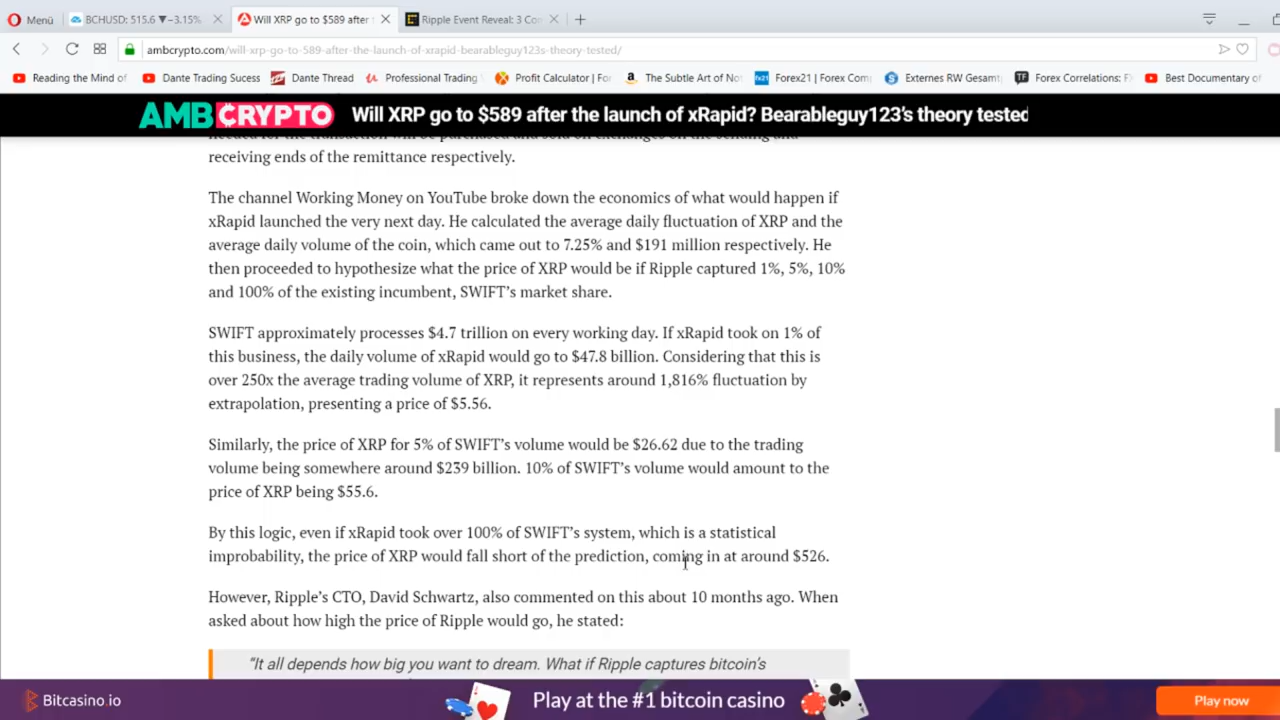 Menü
BCHUSD: 515.6 ▼−3.15%
Will XRP go to $589 after
Ripple Event Reveal: 3 Con
ambcrypto.com/will-xrp-go-to-589-after-the-launch-of-xrapid-bearableguy123s-theory-tested/
Reading the Mind of
Dante Trading Sucess
Dante Thread
Professional Trading
Profit Calculator | For
The Subtle Art of No
Forex21 | Forex Com
Externes RW Gesamt
Forex Correlations: F
Best Documentary of
AMBCRYPTO
Will XRP go to $589 after the launch of xRapid? Bearableguy123's theory tested
needed for the transaction will be purchased and sold on exchanges on the sending and
receiving ends of the remittance respectively.
The channel Working Money on YouTube broke down the economics of what would happen if
xRapid launched the very next day. He calculated the average daily fluctuation of XRP and the
average daily volume of the coin, which came out to 7.25% and $191 million respectively. He
then proceeded to hypothesize what the price of XRP would be if Ripple captured 1%, 5%, 10%
and 100% of the existing incumbent, SWIFT's market share.
SWIFT approximately processes $4.7 trillion on every working day. If xRapid took on 1% of
this business, the daily volume of xRapid would go to $47.8 billion. Considering that this is
over 250x the average trading volume of XRP, it represents around 1,816% fluctuation by
extrapolation, presenting a price of $5.56.
Similarly, the price of XRP for 5% of SWIFT's volume would be $26.62 due to the trading
volume being somewhere around $239 billion. 10% of SWIFT's volume would amount to the
price of XRP being $55.6.
By this logic, even if xRapid took over 100% of SWIFT's system, which is a statistical
improbability, the price of XRP would fall short of the prediction, coming in at around $526.
However, Ripple's CTO, David Schwartz, also commented on this about 10 months ago. When
asked about how high the price of Ripple would go, he stated:
"It all depends how big you want to dream. What if Ripple captures bitcoin's
Bitcasino.io
Play at the #1 bitcoin casino
Play now